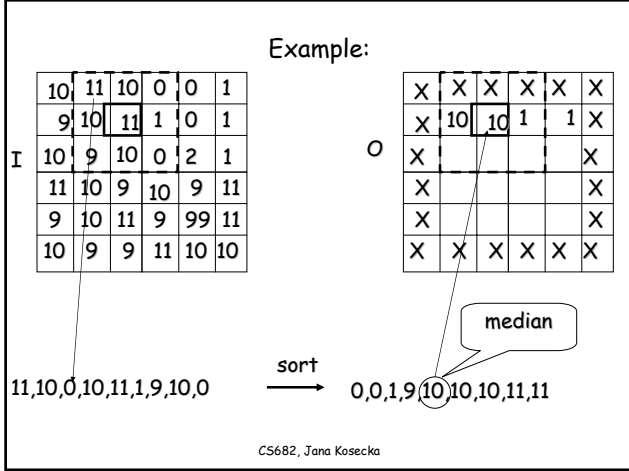 Example:
10 11 10 0 0 1
9 10 11 1 0 1
I 10 9 10 0 2 1
11 10 9 10 9 11
9 10 11 9 99 11
10 9 9 11 10 10
X X X X X X
X 10 10 1 1 X
O X X
X X
X X
X X X X X X
median
sort
11,10,0,10,11,1,9,10,0
0,0,1,9,10,10,10,11,11
CS682, Jana Kosecka